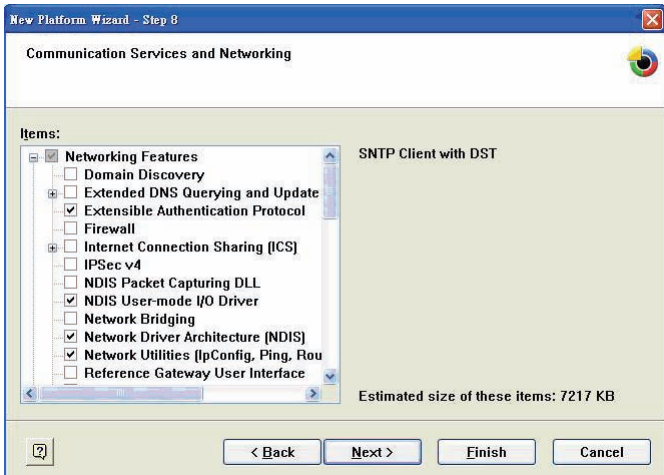 New Platform Wizard - Step 8
Communication Services and Networking
Items:
Networking Features
Domain Discovery
Extended DNS Querying and Update
Extensible Authentication Protocol
Firewall
Internet Connection Sharing (ICS)
IPSec v4
NDIS Packet Capturing DLL
NDIS User-mode I/O Driver
Network Bridging
Network Driver Architecture (NDIS)
Network Utilities (IpConfig, Ping, Rou
Reference Gateway User Interface
SNTP Client with DST
Estimated size of these items: 7217 KB
?
< Back
Next >
Finish
Cancel